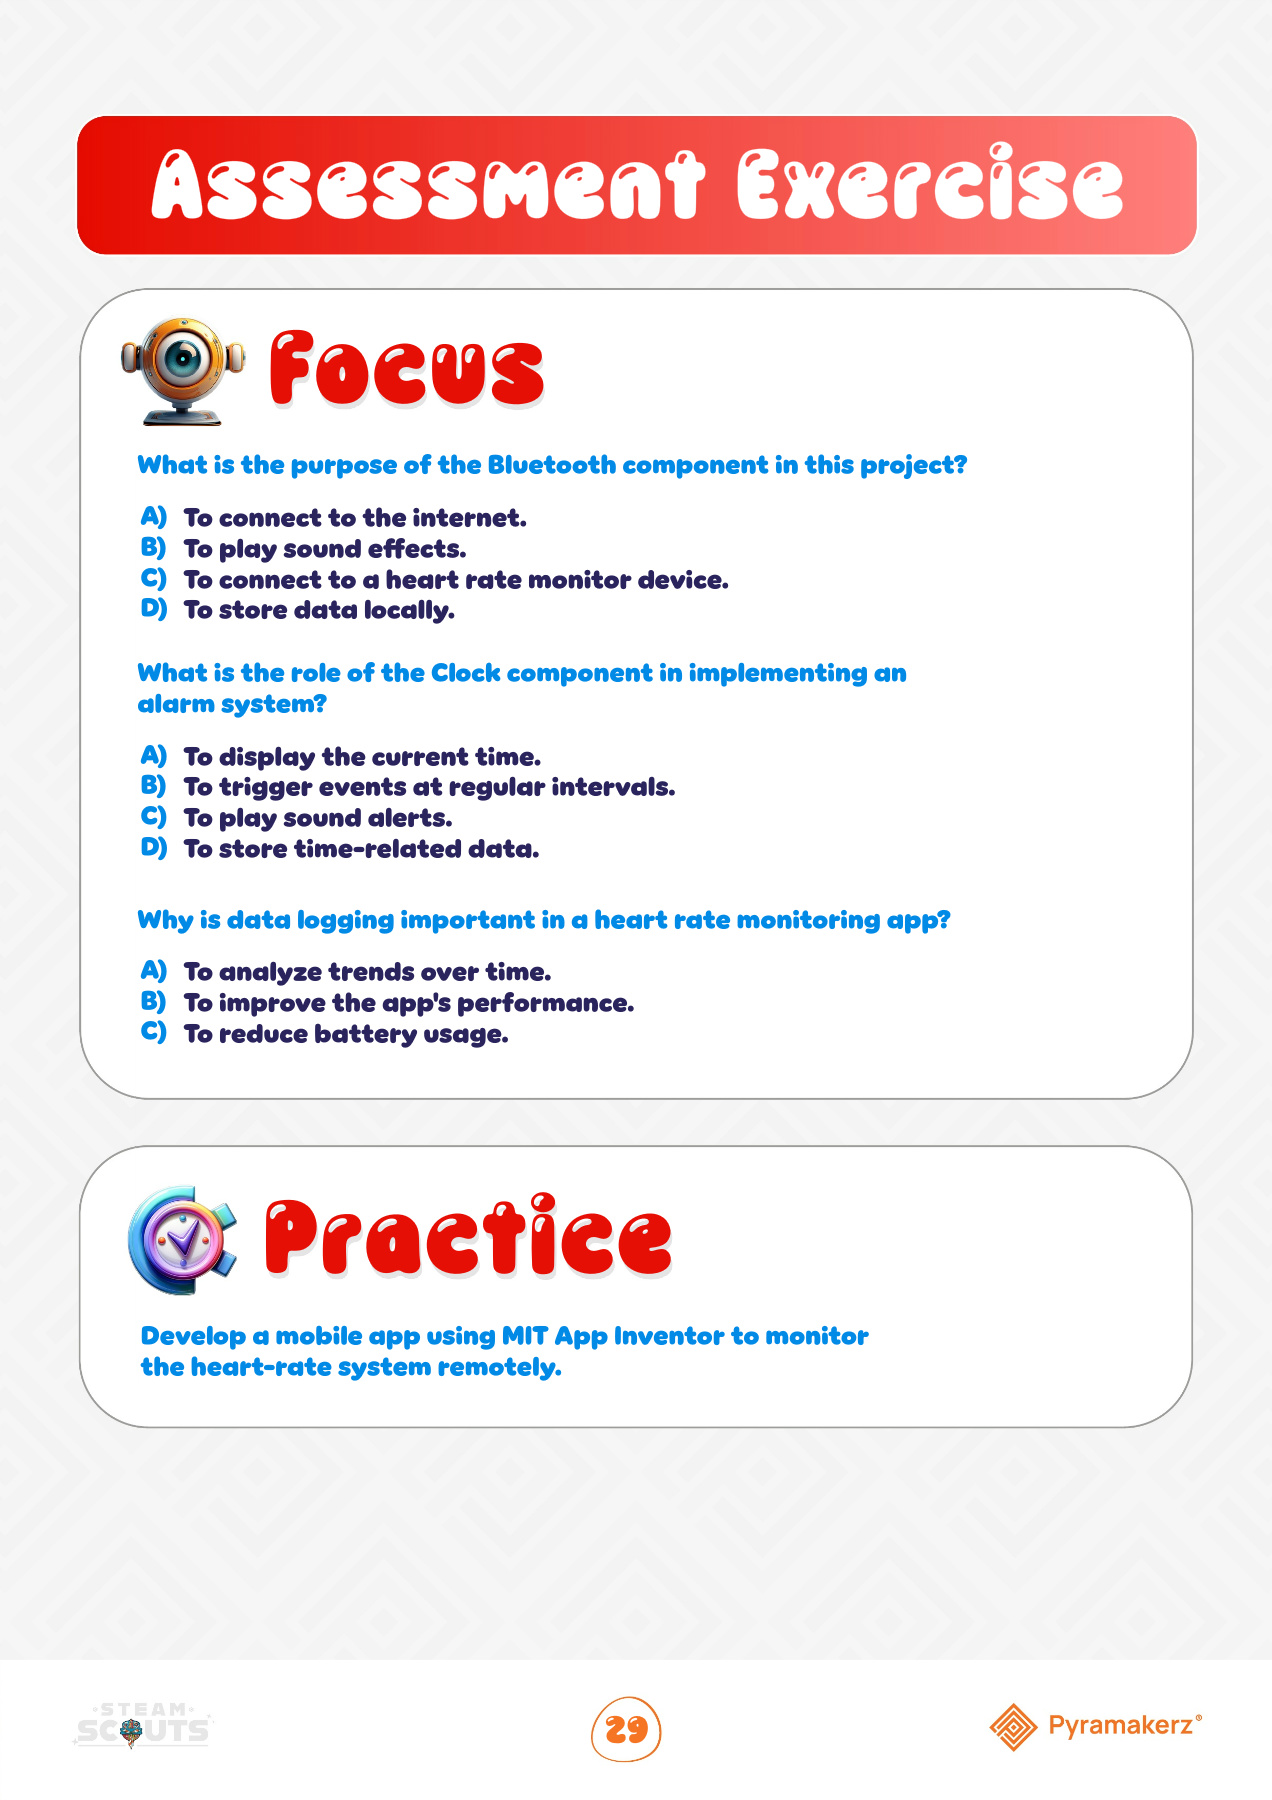 Assessment Exercise
Focus
What is the purpose of the Bluetooth component in this project?
A) To connect to the internet.
B) To play sound effects.
C) To connect to a heart rate monitor device.
D) To store data locally.
What is the role of the Clock component in implementing an
alarm system?
A) To display the current time.
B) To trigger events at regular intervals.
C) To play sound alerts.
D) To store time-related data.
Why is data logging important in a heart rate monitoring app?
A) To analyze trends over time.
B) To improve the app's performance.
C) To reduce battery usage.
Practice
Develop a mobile app using MIT App Inventor to monitor
the heart-rate system remotely.
STEAM
SCOUTS
29
Pyramakerz®